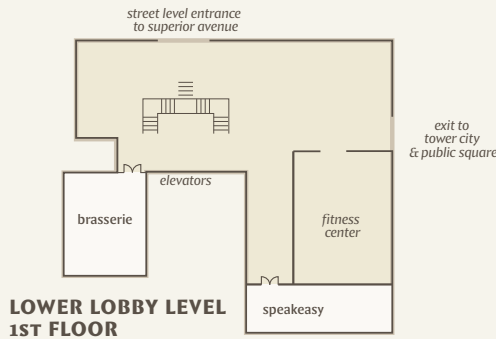 street level entrance
to superior avenue
exit to
tower city
& public square
elevators
brasserie
fitness
center
speakeasy
LOWER LOBBY LEVEL
1ST FLOOR